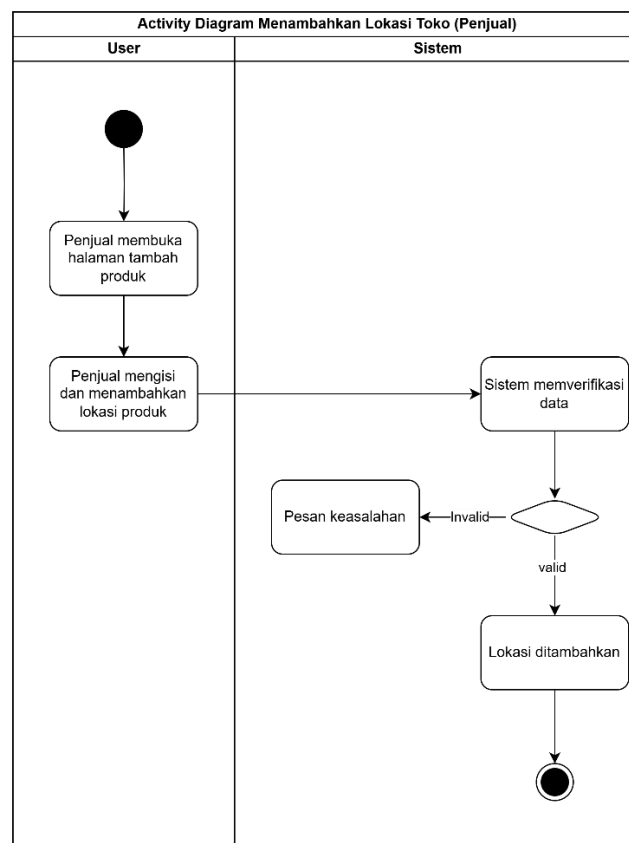 Activity Diagram Menambahkan Lokasi Toko (Penjual)
User
Sistem
Penjual membuka
halaman tambah
produk
Penjual mengisi
dan menambahkan
lokasi produk
Sistem memverifikasi
data
Pesan keasalahan
Invalid
valid
Lokasi ditambahkan